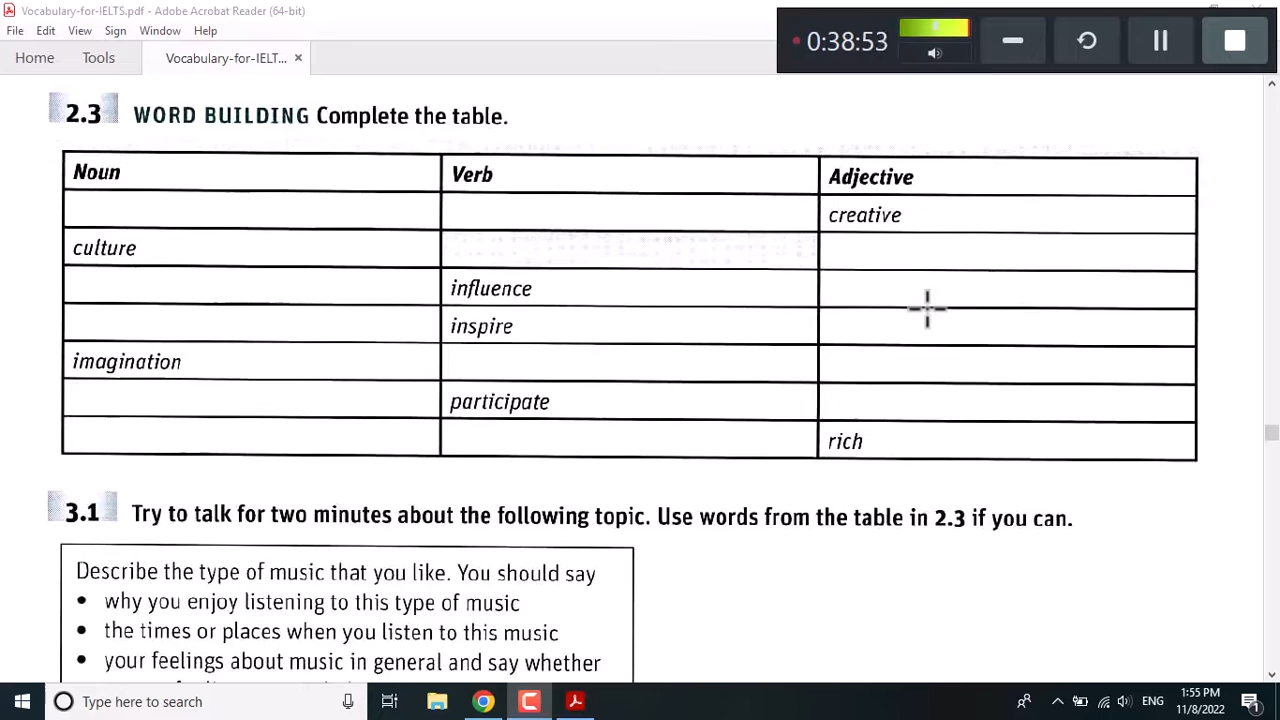 Vocabulary-for-IELTS.pdf - Adobe Acrobat Reader (64-bit)
File Edit View Sign Window Help
0:38:53
Home Tools Vocabulary-for-IELT... ×
2.3 WORD BUILDING Complete the table.
Noun Verb Adjective
creative
culture
influence
inspire
imagination
participate
rich
3.1 Try to talk for two minutes about the following topic. Use words from the table in 2.3 if you can.
Describe the type of music that you like. You should say
• why you enjoy listening to this type of music
• the times or places when you listen to this music
• your feelings about music in general and say whether
Type here to search
ENG
1:55 PM
11/8/2022
1